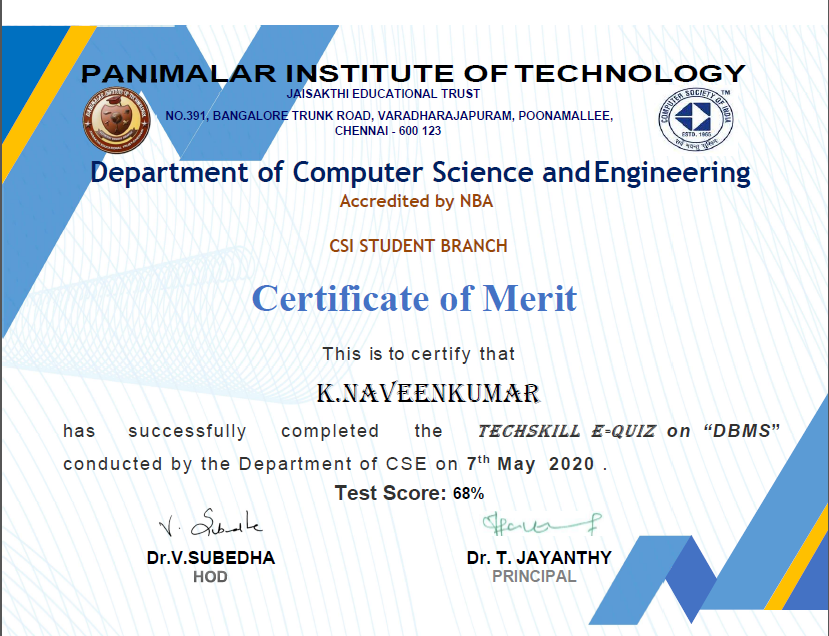 PANIMALAR INSTITUTE OF TECHNOLOGY
JAISAKTHI EDUCATIONAL TRUST
NO.391, BANGALORE TRUNK ROAD, VARADHARAJAPURAM, POONAMALLEE,
CHENNAI - 600 123
COMPUTER SOCIETY OF INDIA
TM
ESTD. 1965
Department of Computer Science and Engineering
Accredited by NBA
CSI STUDENT BRANCH
Certificate of Merit
This is to certify that
K.NAVEENKUMAR
has successfully completed the TECHSKILL E-QUIZ on “DBMS”
conducted by the Department of CSE on 7th May 2020 .
Test Score: 68%
V. Subedha
Dr.V.SUBEDHA
HOD
Dr. T. JAYANTHY
PRINCIPAL